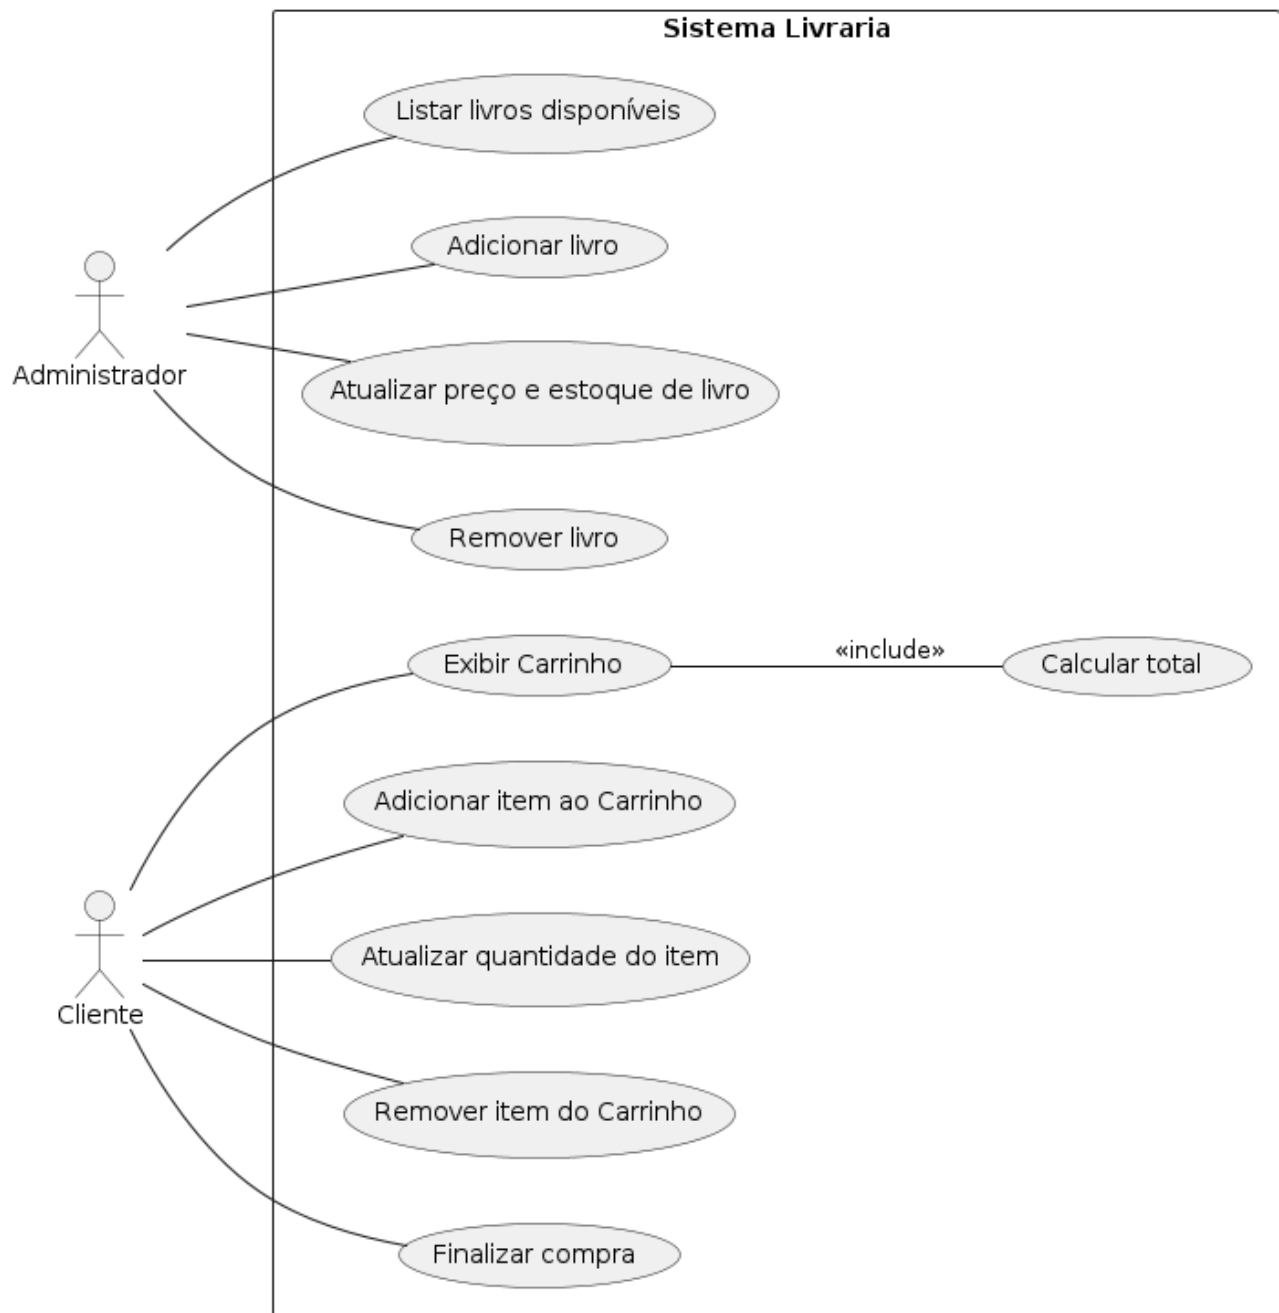 Sistema Livraria
Listar livros disponíveis
Adicionar livro
Administrador
Atualizar preço e estoque de livro
Remover livro
Exibir Carrinho
«include»
Calcular total
Adicionar item ao Carrinho
Atualizar quantidade do item
Cliente
Remover item do Carrinho
Finalizar compra